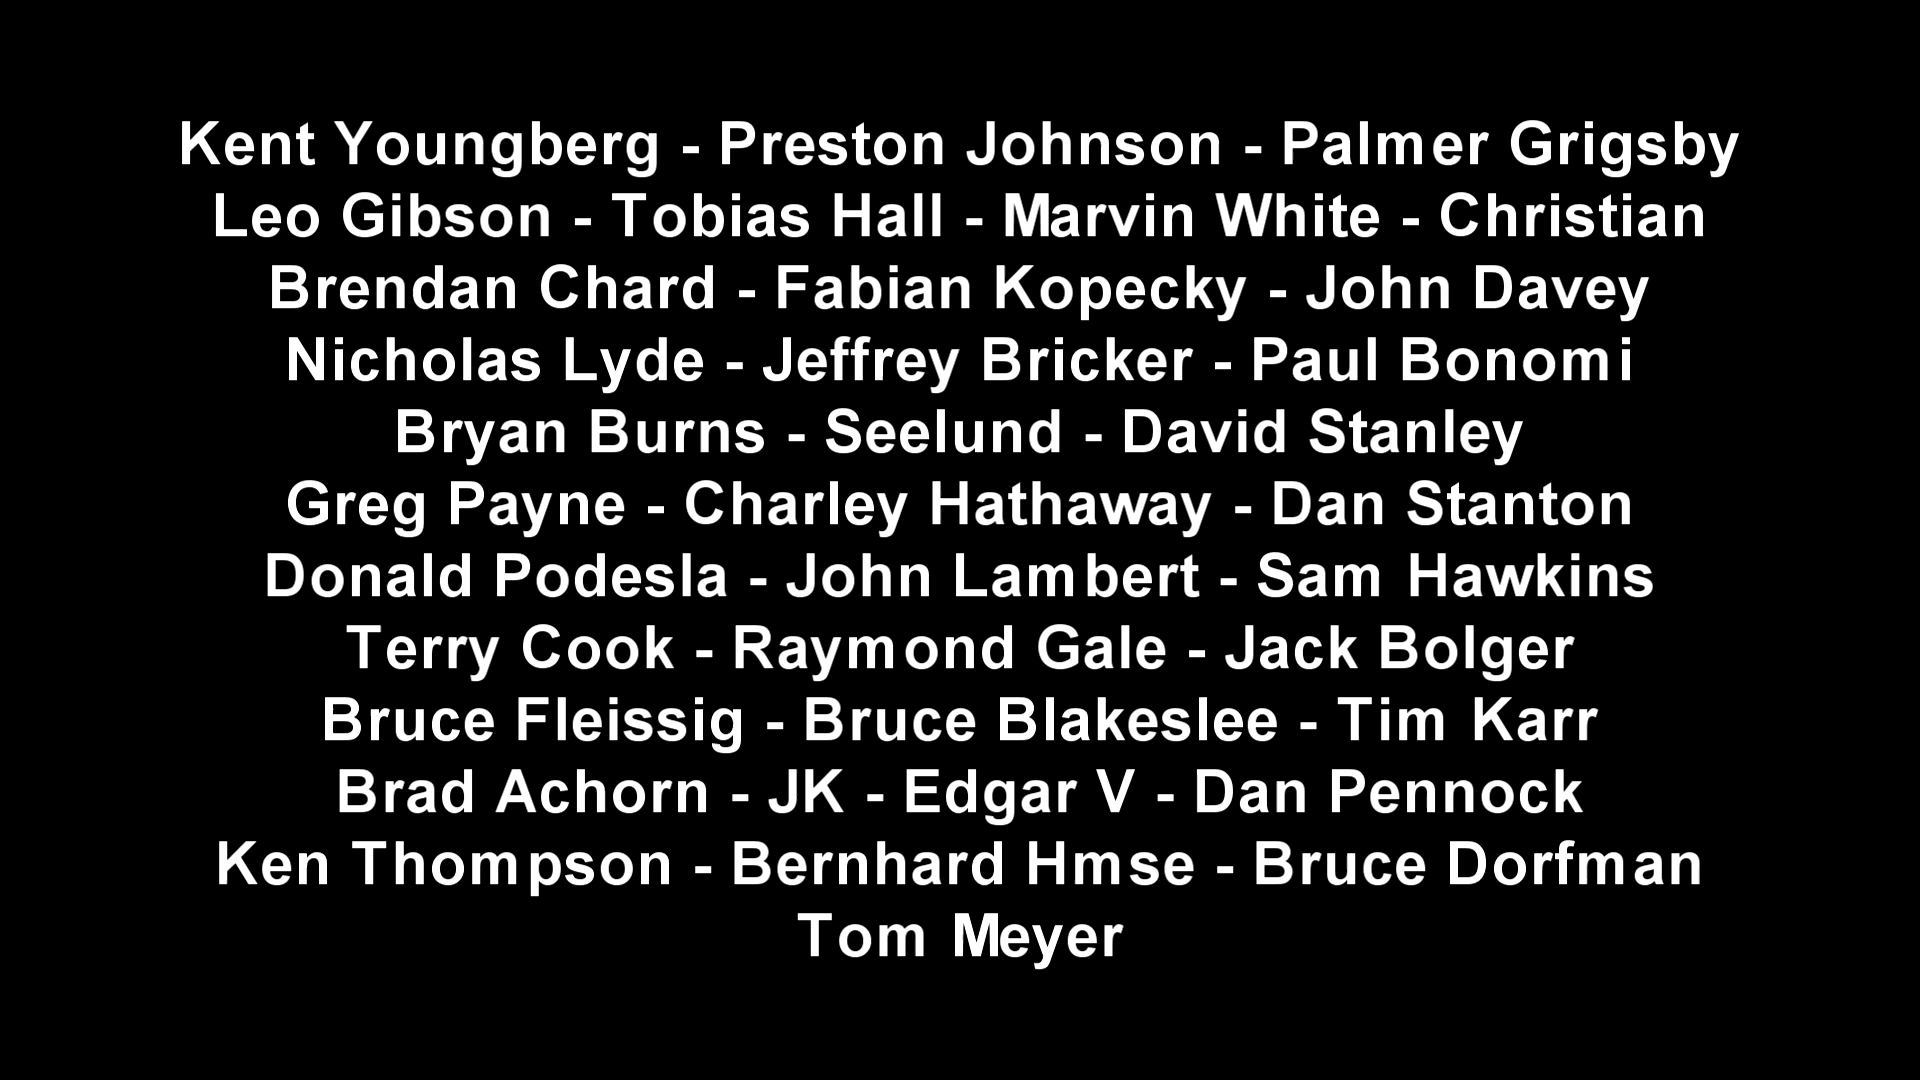 Kent Youngberg - Preston Johnson - Palmer Grigsby
Leo Gibson - Tobias Hall - Marvin White - Christian
Brendan Chard - Fabian Kopecky - John Davey
Nicholas Lyde - Jeffrey Bricker - Paul Bonomi
Bryan Burns - Seelund - David Stanley
Greg Payne - Charley Hathaway - Dan Stanton
Donald Podesla - John Lambert - Sam Hawkins
Terry Cook - Raymond Gale - Jack Bolger
Bruce Fleissig - Bruce Blakeslee - Tim Karr
Brad Achorn - JK - Edgar V - Dan Pennock
Ken Thompson - Bernhard Hmse - Bruce Dorfman
Tom Meyer